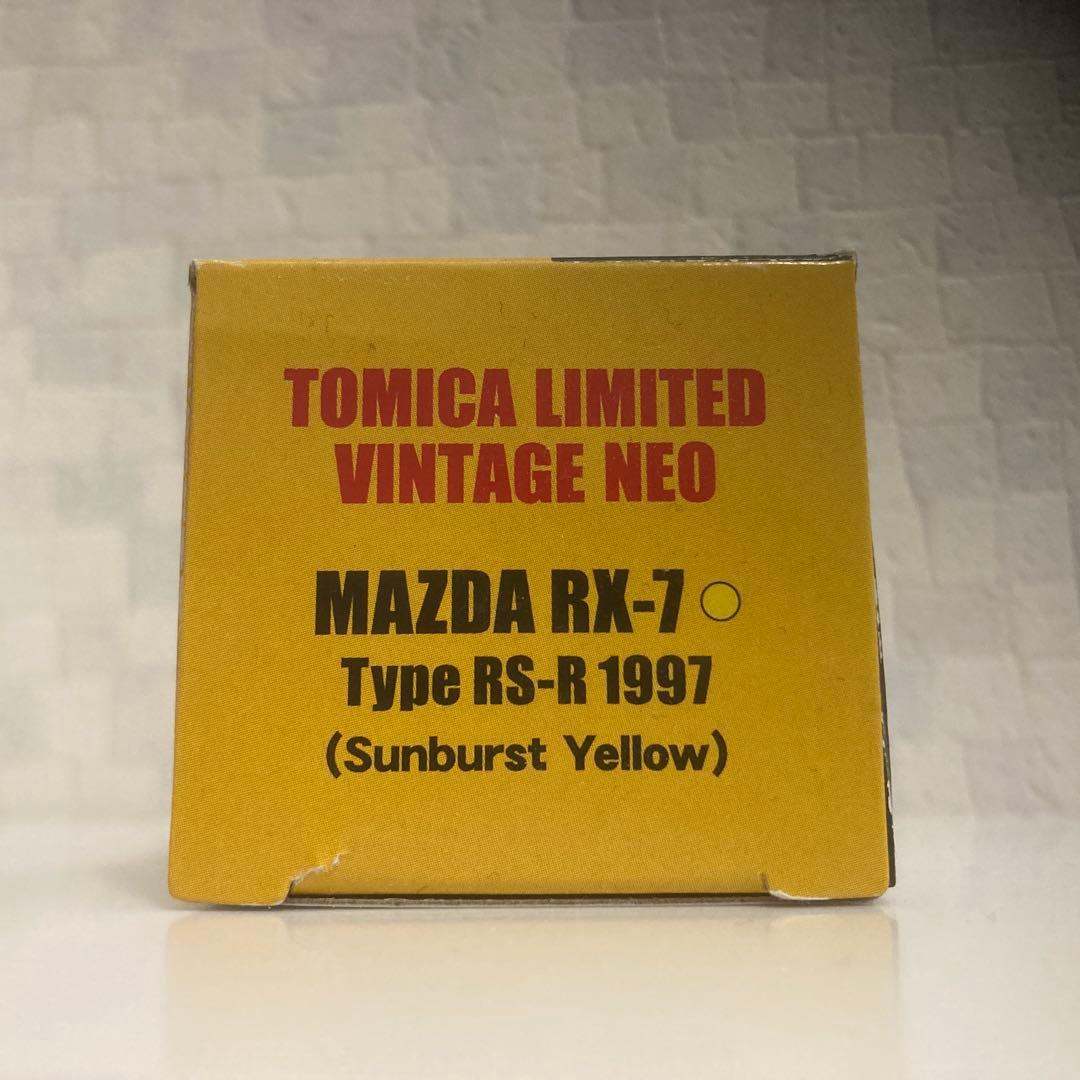 TOMICA LIMITED
VINTAGE NEO
MAZDA RX-7
Type RS-R 1997
(Sunburst Yellow)